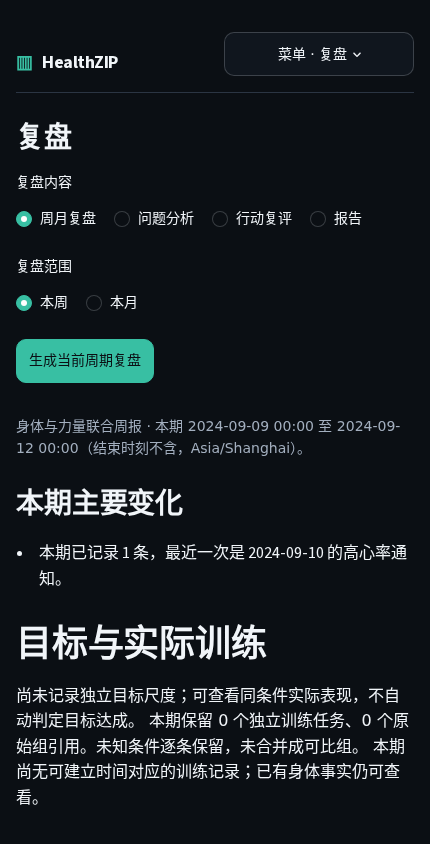 HealthZIP
菜单 · 复盘
复盘
复盘内容
周月复盘
问题分析
行动复评
报告
复盘范围
本周
本月
生成当前周期复盘
身体与力量联合周报 · 本期 2024-09-09 00:00 至 2024-09-
12 00:00（结束时刻不含，Asia/Shanghai）。
本期主要变化
• 本期已记录 1 条，最近一次是 2024-09-10 的高心率通
知。
目标与实际训练
尚未记录独立目标尺度；可查看同条件实际表现，不自
动判定目标达成。 本期保留 0 个独立训练任务、0 个原
始组引用。未知条件逐条保留，未合并成可比组。 本期
尚无可建立时间对应的训练记录；已有身体事实仍可查
看。